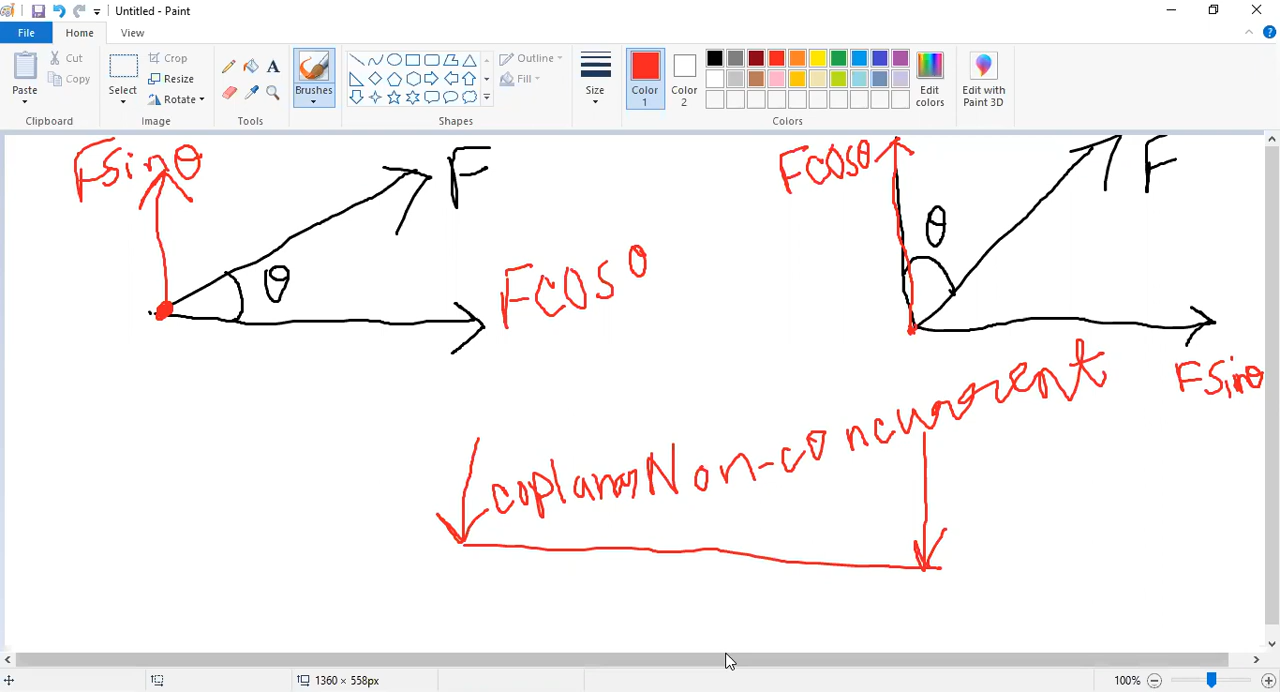 Untitled - Paint
File
Home
View
Paste
Cut
Copy
Clipboard
Select
Crop
Resize
Rotate
Image
Tools
Brushes
Shapes
Outline
Fill
Size
Color 1
Color 2
Colors
Edit colors
Edit with Paint 3D
A
Fsinθ
F
θ
Fcosθ
Fcosθ
F
θ
Fsinθ
coplanar Non-concurrent
1360 × 558px
100%